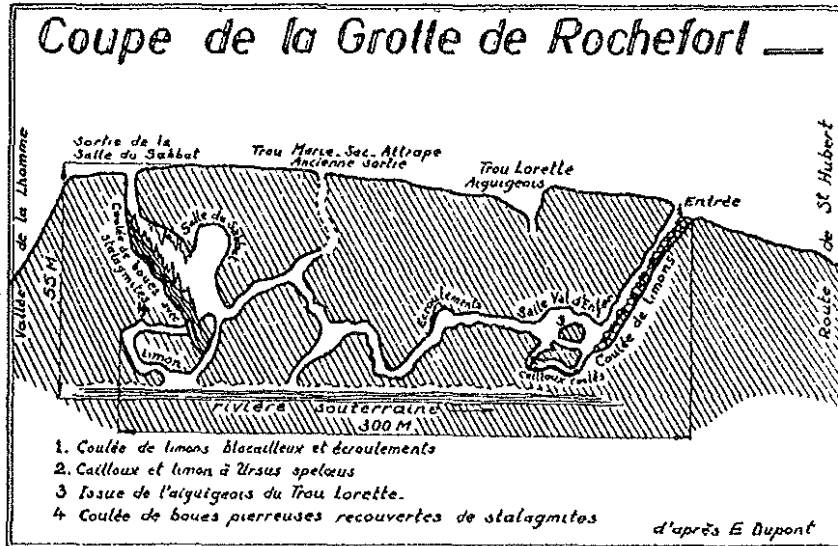 Coupe de la Grotte de Rochefort
Sortie de la
Salle du Sabbat
Trou Marie-Sac-Attrape
Ancienne sortie
Trou Lorette
Aiguigeois
Entrée
Vallée de la Lhomme
Route de St Hubert
55 M.
Coulée de boues avec
stalagmites
Salle du Sabbat
Limon
Eboulements
Salle Val d'Enfer
3
Coulée de limons
Cailloux roulés
rivière souterraine
300 M.
1. Coulée de limons blocailleux et écroulements
2. Cailloux et limon à Ursus spelœus
3 Issue de l'aiguigeois du Trou Lorette.
4 Coulée de boues pierreuses recouvertes de stalagmites
d'après E Dupont